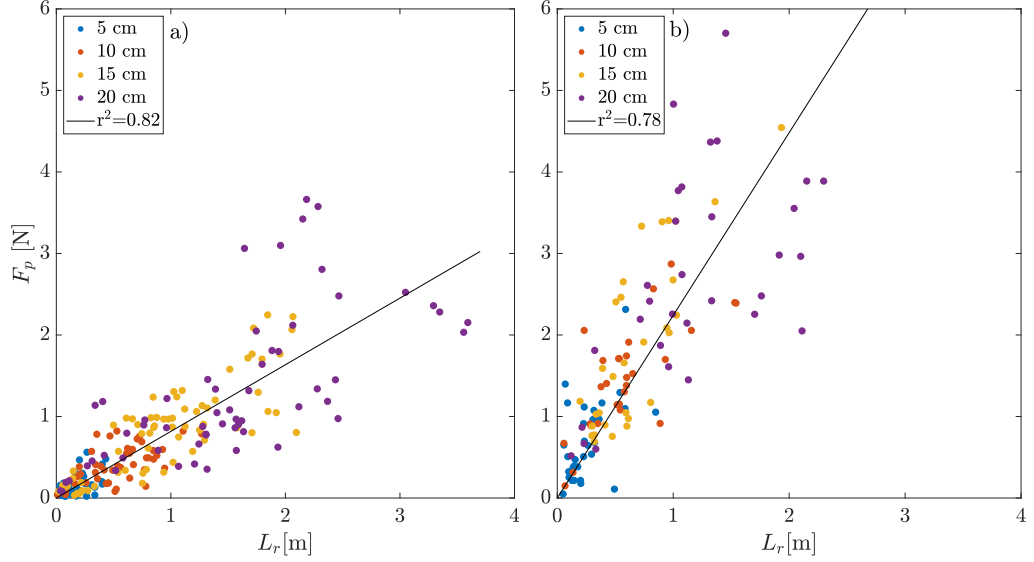 a)
5 cm
10 cm
15 cm
20 cm
r²=0.82
F_p [N]
6
5
4
3
2
1
0
0 1 2 3 4
L_r[m]
b)
5 cm
10 cm
15 cm
20 cm
r²=0.78
6
5
4
3
2
1
0
0 1 2 3 4
L_r[m]